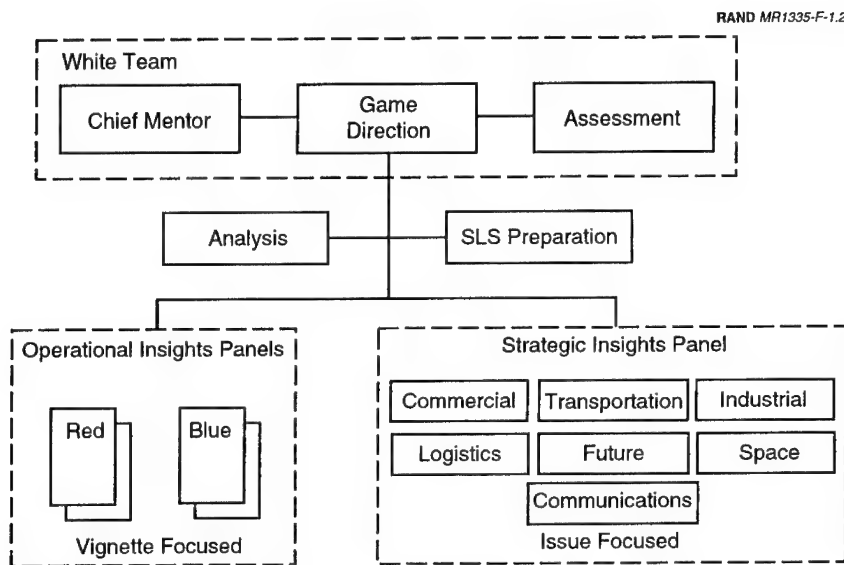 RAND MR1335-F-1.2
White Team
Chief Mentor
Game
Direction
Assessment
Analysis
SLS Preparation
Operational Insights Panels
Red
Blue
Vignette Focused
Strategic Insights Panel
Commercial
Transportation
Industrial
Logistics
Future
Space
Communications
Issue Focused